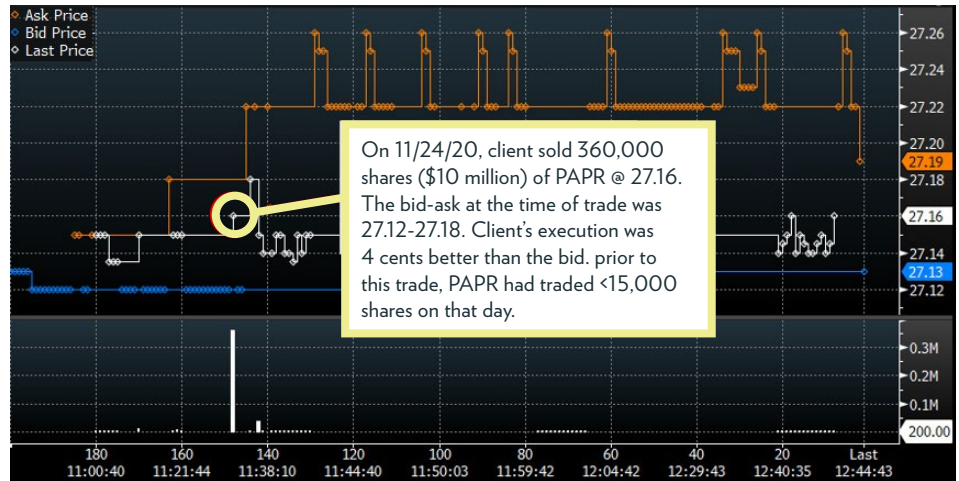 Ask Price
Bid Price
Last Price
27.26
27.24
27.22
27.20
27.19
27.18
27.16
27.14
27.13
27.12
On 11/24/20, client sold 360,000
shares ($10 million) of PAPR @ 27.16.
The bid-ask at the time of trade was
27.12-27.18. Client's execution was
4 cents better than the bid. prior to
this trade, PAPR had traded <15,000
shares on that day.
0.3M
0.2M
0.1M
200.00
180 160 140 120 100 80 60 40 20 Last
11:00:40 11:21:44 11:38:10 11:44:40 11:50:03 11:59:42 12:04:42 12:29:43 12:40:35 12:44:43